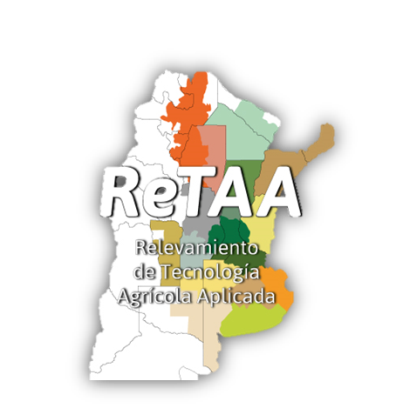 ReTAA
Relevamiento
de Tecnología
Agrícola Aplicada